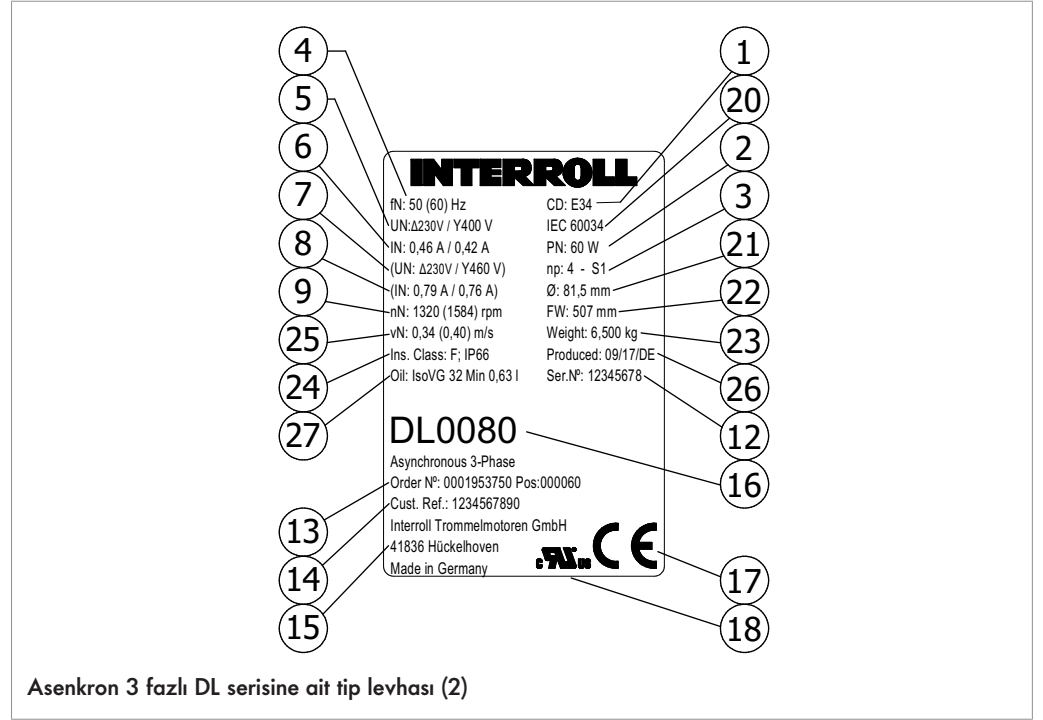 4
1
5
20
6
2
7
3
8
21
9
22
25
23
24
26
27
12
16
13
14
17
15
18
INTERROLL
fN: 50 (60) Hz
CD: E34
UN:Δ230V / Y400 V
IEC 60034
IN: 0,46 A / 0,42 A
PN: 60 W
(UN: Δ230V / Y460 V)
np: 4 - S1
(IN: 0,79 A / 0,76 A)
Ø: 81,5 mm
nN: 1320 (1584) rpm
FW: 507 mm
vN: 0,34 (0,40) m/s
Weight: 6,500 kg
Ins. Class: F; IP66
Produced: 09/17/DE
Oil: IsoVG 32 Min 0,63 l
Ser.Nº: 12345678
DL0080
Asynchronous 3-Phase
Order Nº: 0001953750 Pos:000060
Cust. Ref.: 1234567890
Interroll Trommelmotoren GmbH
41836 Hückelhoven
Made in Germany
c RU us CE
Asenkron 3 fazlı DL serisine ait tip levhası (2)